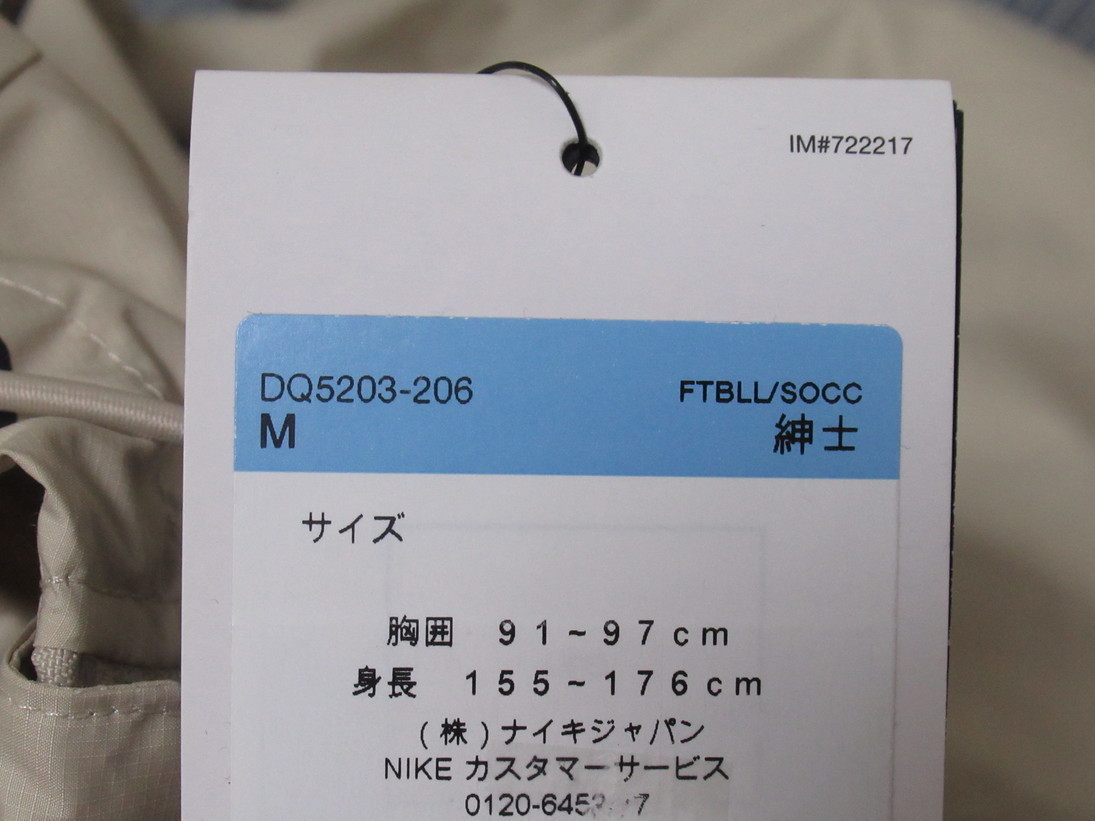 IM#722217
DQ5203-206 FTBLL/SOCC
M 紳士
サイズ
胸囲 91~97cm
身長 155~176cm
(株)ナイキジャパン
NIKE カスタマーサービス